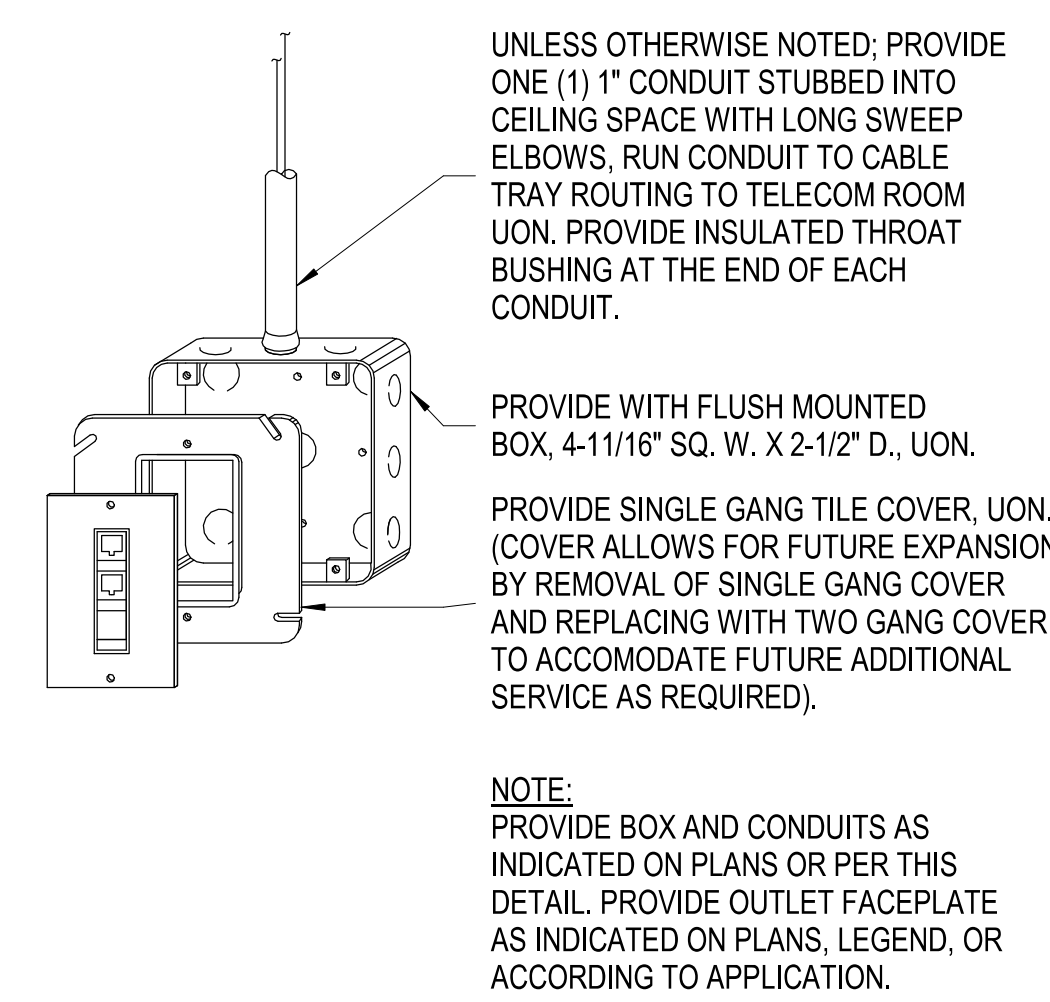 UNLESS OTHERWISE NOTED; PROVIDE
ONE (1) 1" CONDUIT STUBBED INTO
CEILING SPACE WITH LONG SWEEP
ELBOWS, RUN CONDUIT TO CABLE
TRAY ROUTING TO TELECOM ROOM
UON. PROVIDE INSULATED THROAT
BUSHING AT THE END OF EACH
CONDUIT.
PROVIDE WITH FLUSH MOUNTED
BOX, 4-11/16" SQ. W. X 2-1/2" D., UON.
PROVIDE SINGLE GANG TILE COVER, UON.
(COVER ALLOWS FOR FUTURE EXPANSION
BY REMOVAL OF SINGLE GANG COVER
AND REPLACING WITH TWO GANG COVER
TO ACCOMODATE FUTURE ADDITIONAL
SERVICE AS REQUIRED).
NOTE:
PROVIDE BOX AND CONDUITS AS
INDICATED ON PLANS OR PER THIS
DETAIL. PROVIDE OUTLET FACEPLATE
AS INDICATED ON PLANS, LEGEND, OR
ACCORDING TO APPLICATION.